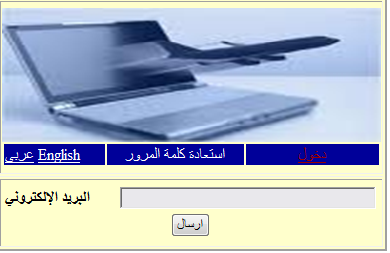 عربي English استعادة كلمة المرور دخول
البريد الإلكتروني
ارسال